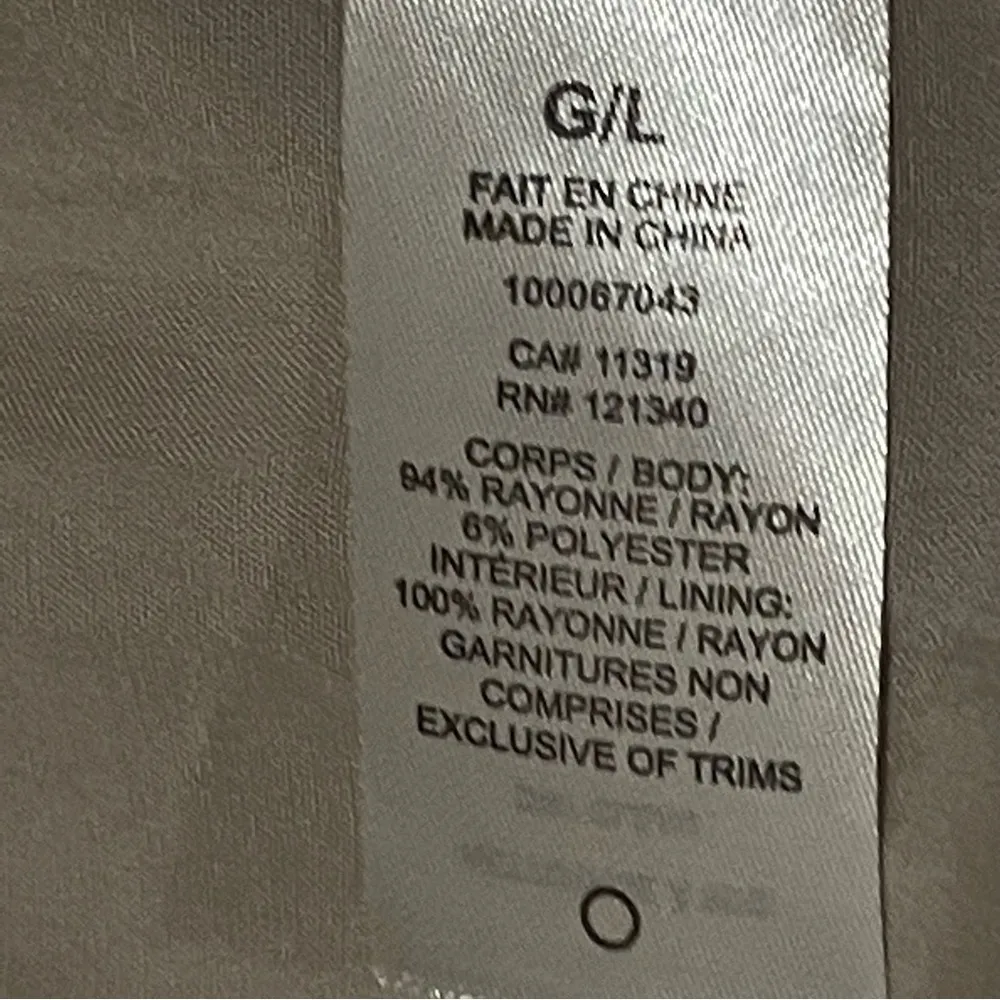 G/L
FAIT EN CHINE
MADE IN CHINA
100067043
CA# 11319
RN# 121340
CORPS / BODY:
94% RAYONNE / RAYON
6% POLYESTER
INTÉRIEUR / LINING:
100% RAYONNE / RAYON
GARNITURES NON
COMPRISES /
EXCLUSIVE OF TRIMS